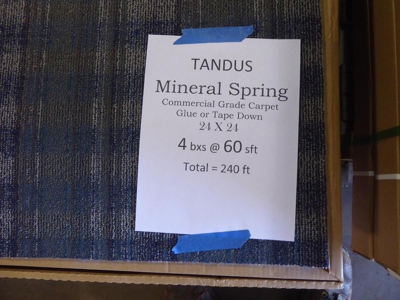 TANDUS
Mineral Spring
Commercial Grade Carpet
Glue or Tape Down
24 X 24
4 bxs @ 60 sft
Total = 240 ft